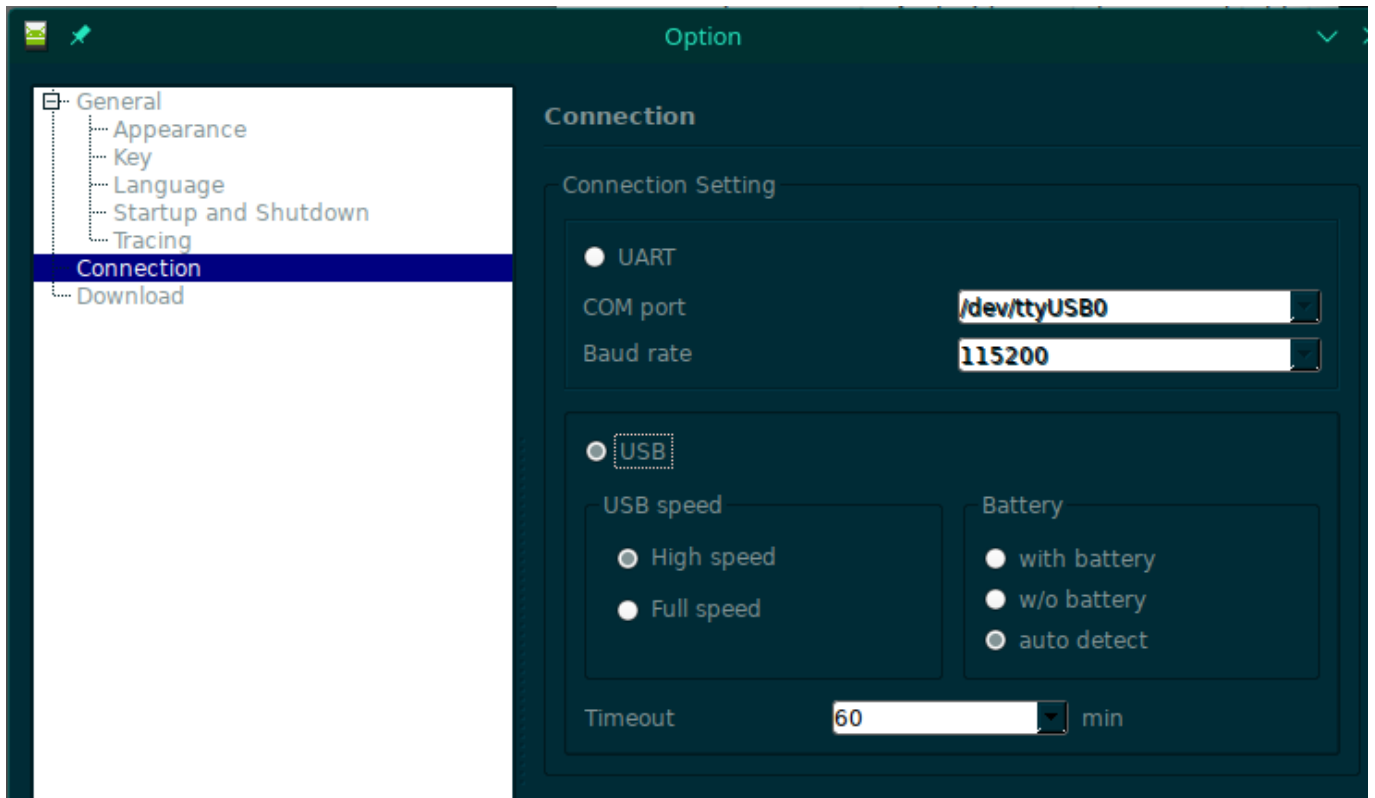 Option
General
Appearance
Key
Language
Startup and Shutdown
Tracing
Connection
Download
Connection
Connection Setting
UART
COM port /dev/ttyUSB0
Baud rate 115200
USB
USB speed Battery
High speed with battery
Full speed w/o battery
auto detect
Timeout 60 min